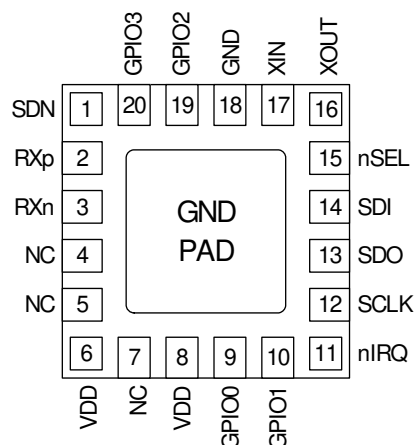 GPIO3
GPIO2
GND
XIN
XOUT
SDN 1 20 19 18 17 16
RXp 2 15 nSEL
RXn 3 GND 14 SDI
NC 4 PAD 13 SDO
NC 5 12 SCLK
6 7 8 9 10 11 nIRQ
VDD
NC
VDD
GPIO0
GPIO1